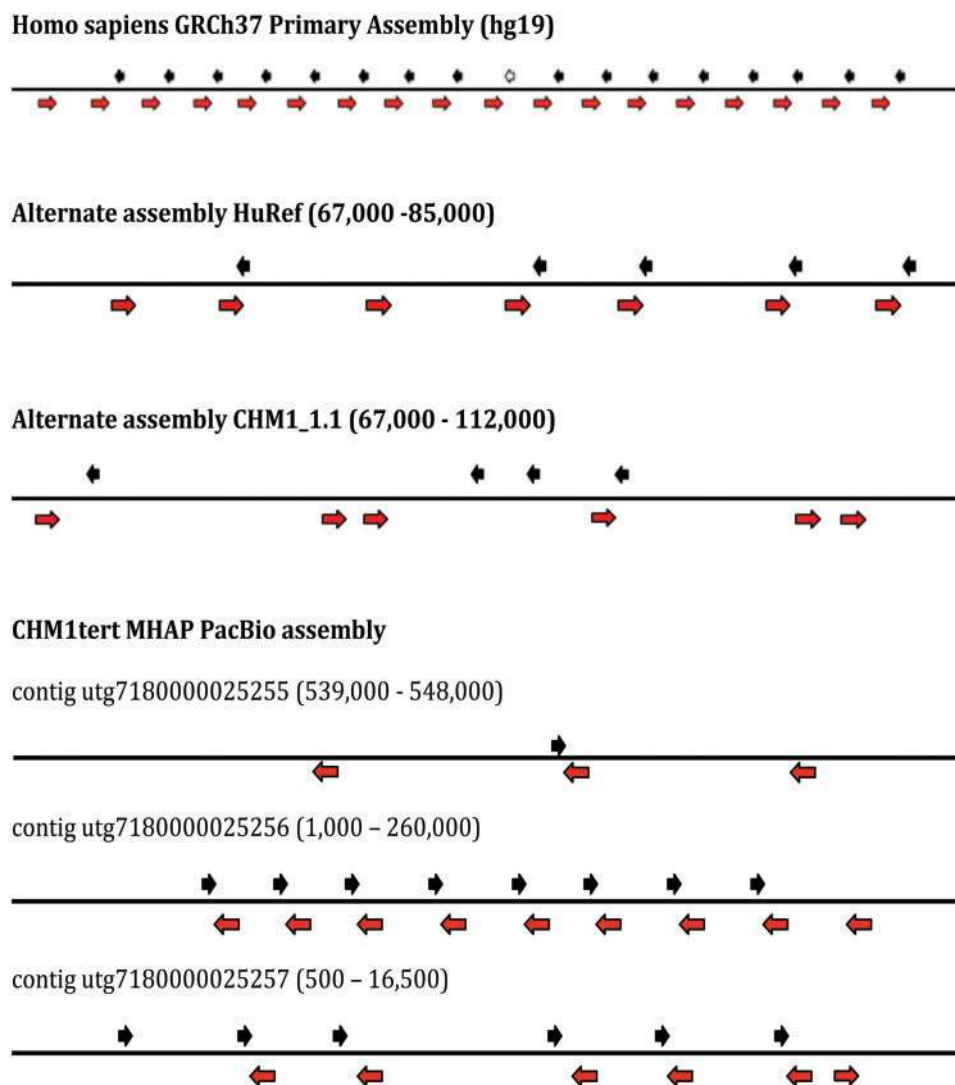 Homo sapiens GRCh37 Primary Assembly (hg19)
Alternate assembly HuRef (67,000 -85,000)
Alternate assembly CHM1_1.1 (67,000 - 112,000)
CHM1tert MHAP PacBio assembly
contig utg7180000025255 (539,000 - 548,000)
contig utg7180000025256 (1,000 – 260,000)
contig utg7180000025257 (500 – 16,500)